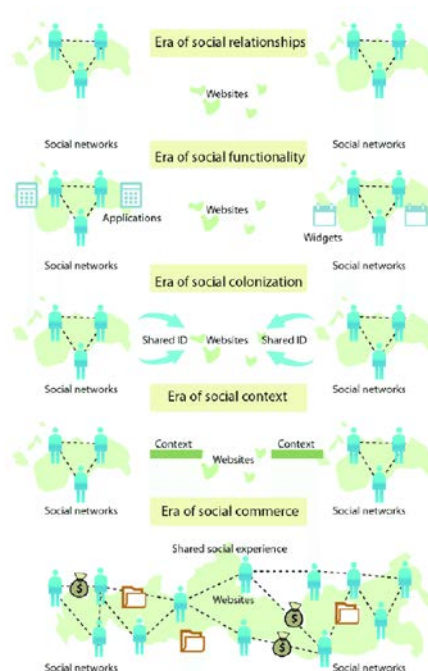 Era of social relationships
Websites
Social networks
Social networks
Era of social functionality
Applications
Websites
Widgets
Social networks
Social networks
Era of social colonization
Shared ID
Websites
Shared ID
Social networks
Social networks
Era of social context
Context
Context
Websites
Social networks
Social networks
Era of social commerce
Shared social experience
$
Websites
$
$
Social networks
Social networks